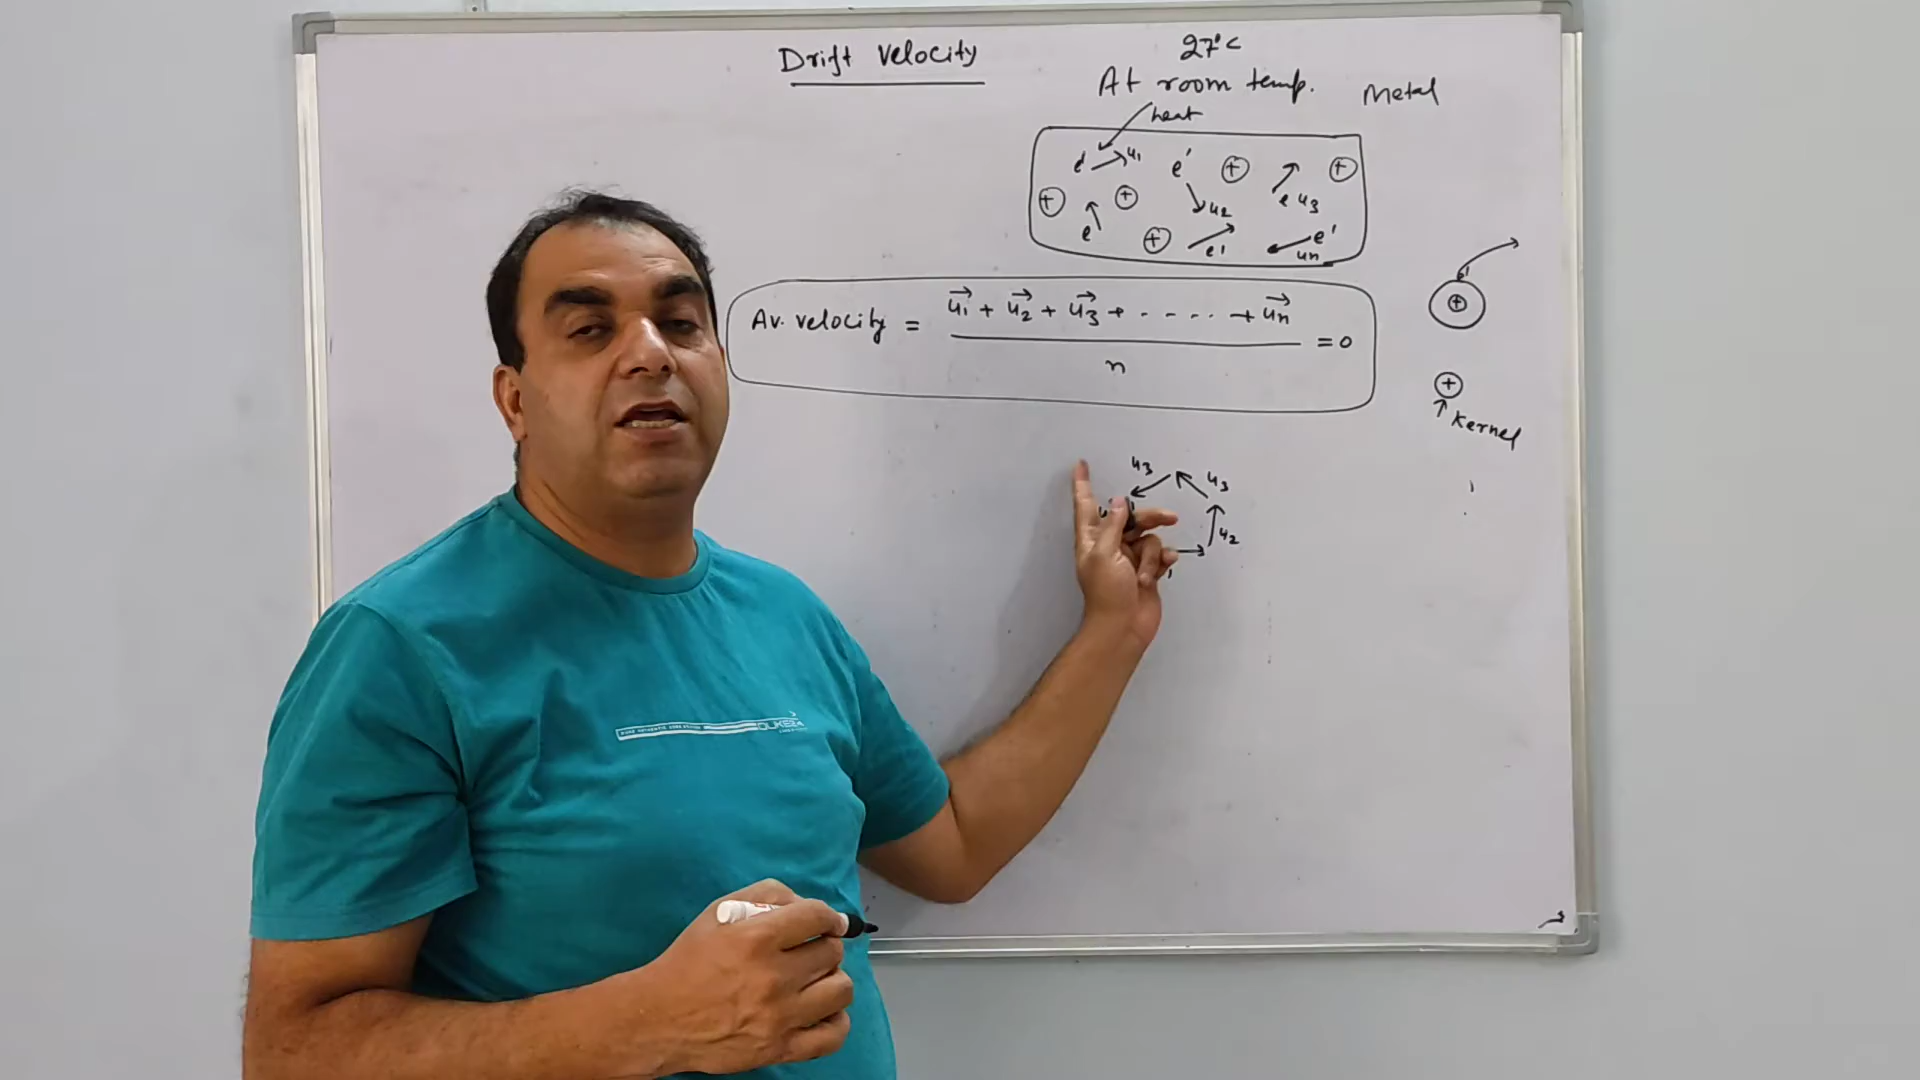 Drift Velocity
27°C
At room temp.
Metal
heat
e' u1 e' + e u3 +
+ + u2
e + e' e' un
Av. velocity = u1 + u2 + u3 + - - - - - + un = 0
n
+
+
Kernel
u3 u3
u2